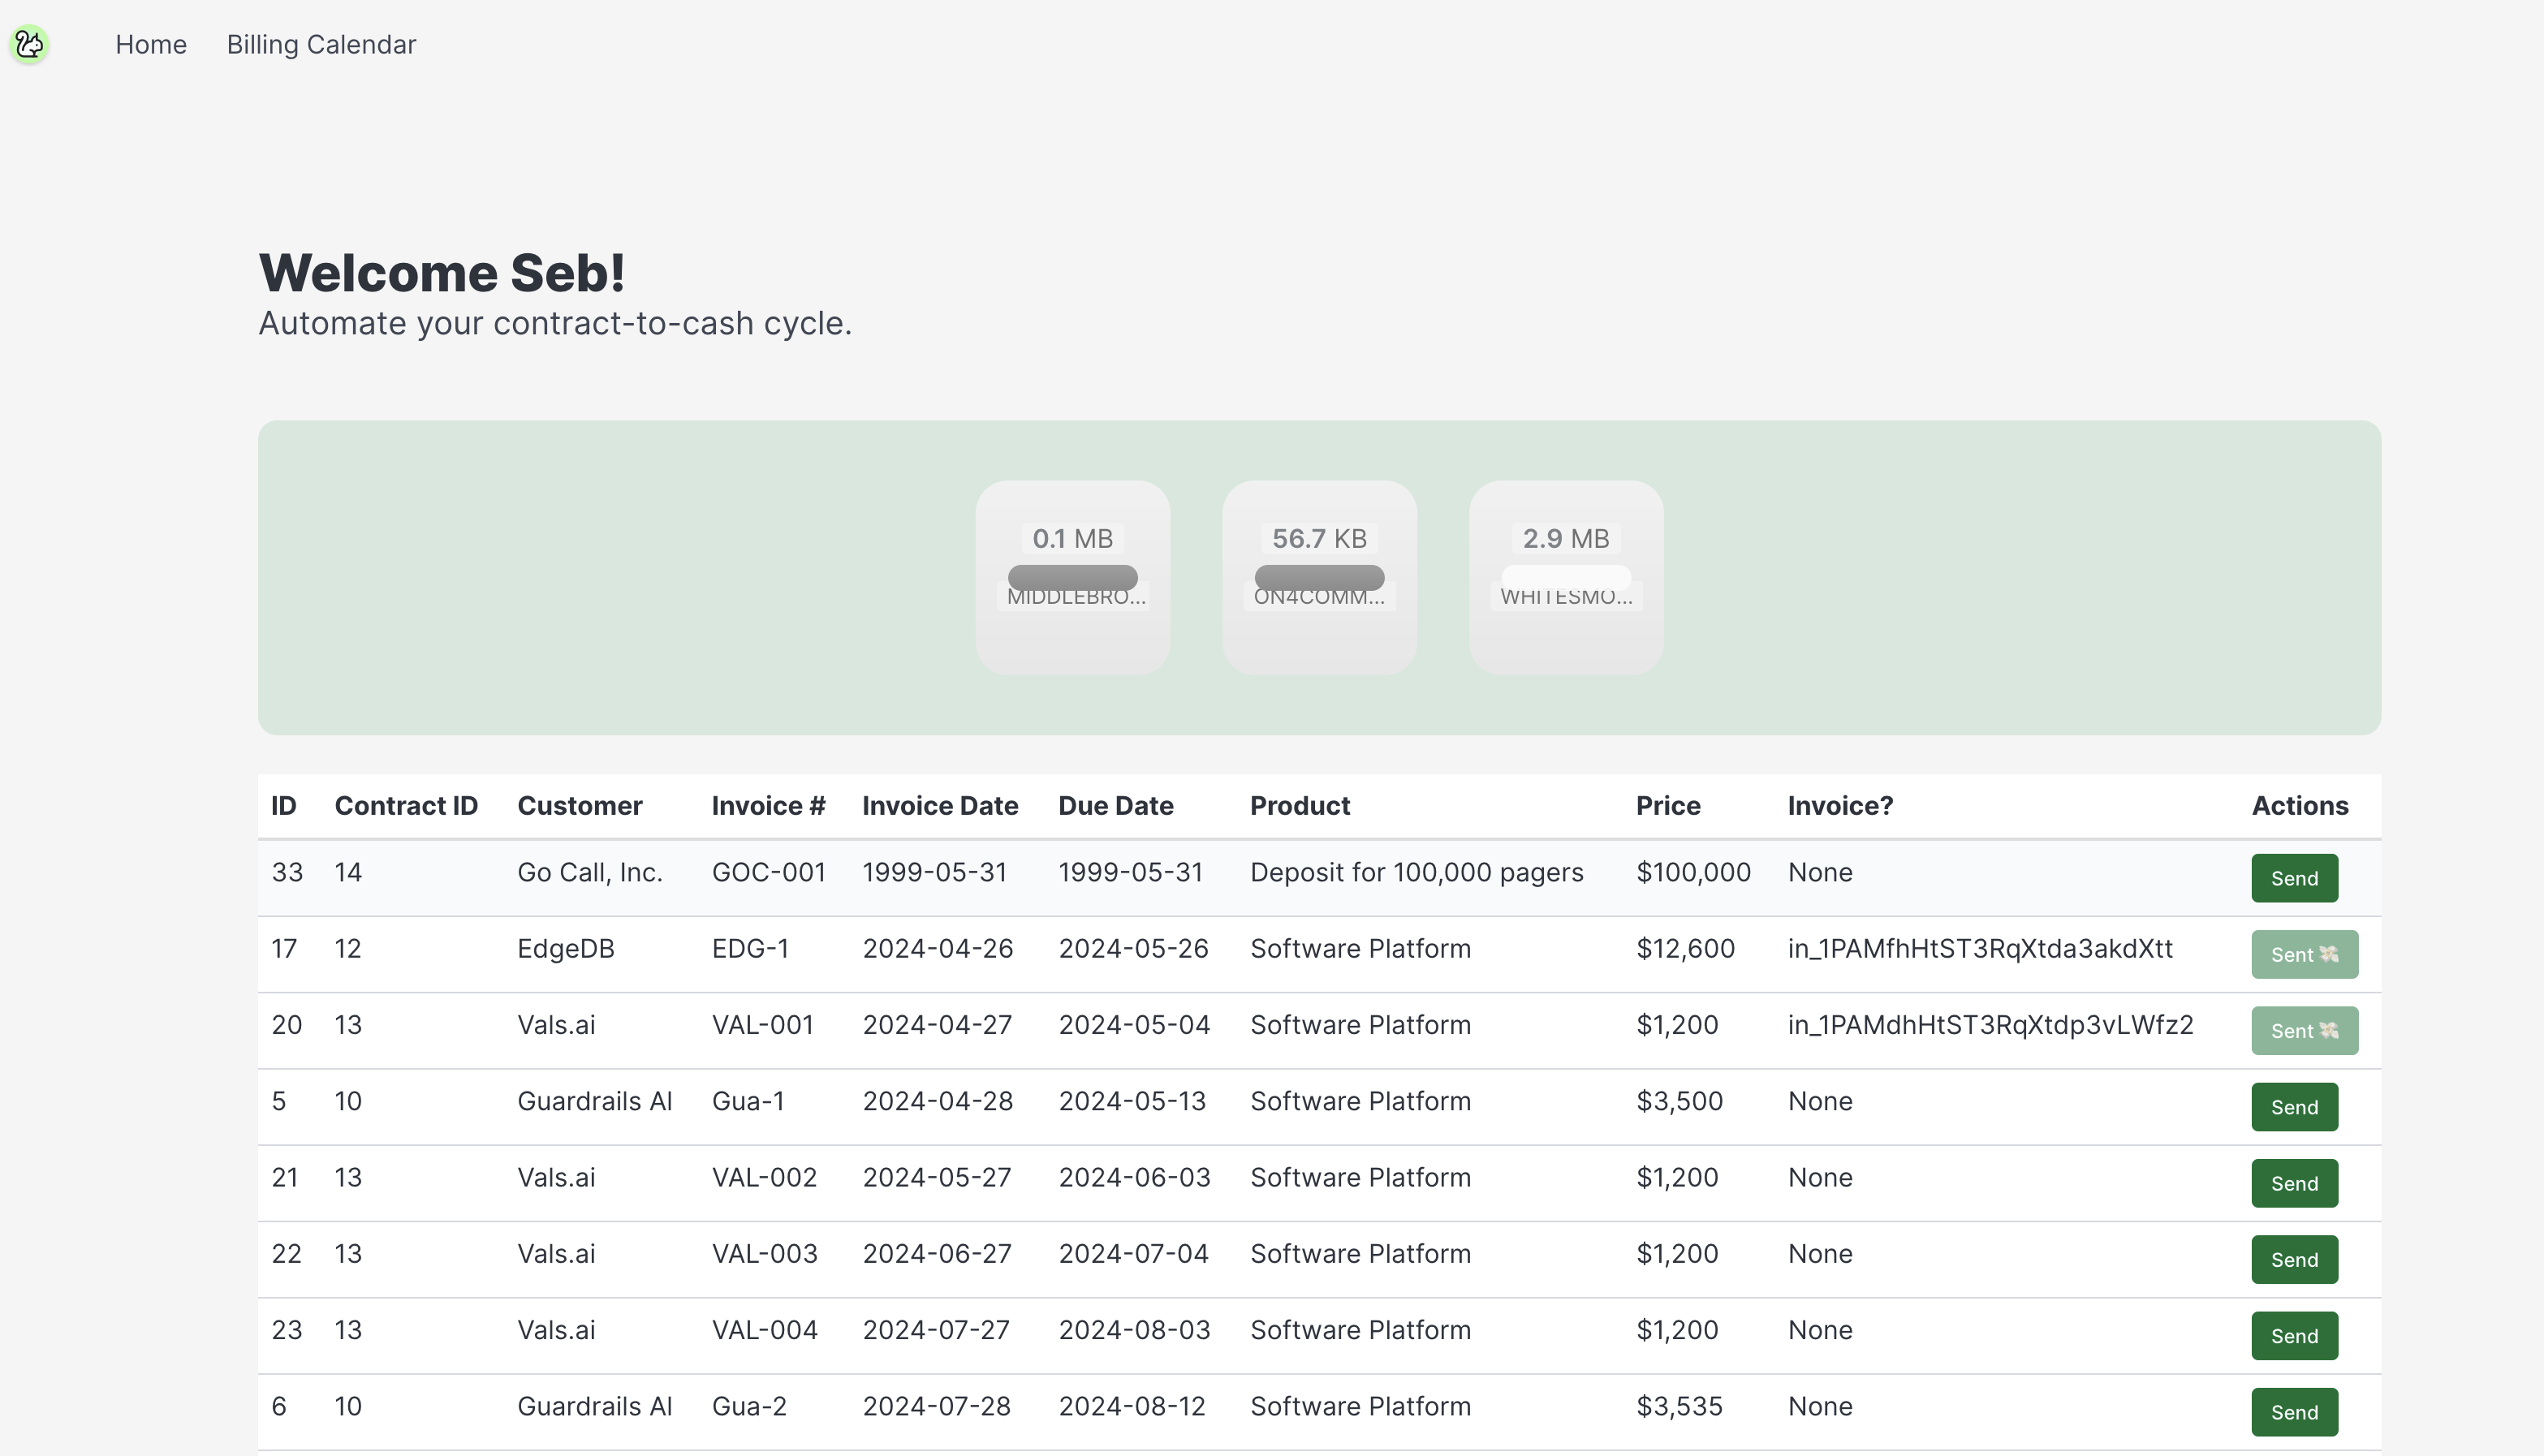 Home Billing Calendar
Welcome Seb!
Automate your contract-to-cash cycle.
0.1 MB 56.7 KB 2.9 MB
MIDDLEBRO... ON4COMM... WHITESMO...
ID Contract ID Customer Invoice # Invoice Date Due Date Product Price Invoice? Actions
33 14 Go Call, Inc. GOC-001 1999-05-31 1999-05-31 Deposit for 100,000 pagers $100,000 None Send
17 12 EdgeDB EDG-1 2024-04-26 2024-05-26 Software Platform $12,600 in_1PAMfhHtST3RqXtda3akdXtt Sent 💸
20 13 Vals.ai VAL-001 2024-04-27 2024-05-04 Software Platform $1,200 in_1PAMdhHtST3RqXtdp3vLWfz2 Sent 💸
5 10 Guardrails AI Gua-1 2024-04-28 2024-05-13 Software Platform $3,500 None Send
21 13 Vals.ai VAL-002 2024-05-27 2024-06-03 Software Platform $1,200 None Send
22 13 Vals.ai VAL-003 2024-06-27 2024-07-04 Software Platform $1,200 None Send
23 13 Vals.ai VAL-004 2024-07-27 2024-08-03 Software Platform $1,200 None Send
6 10 Guardrails AI Gua-2 2024-07-28 2024-08-12 Software Platform $3,535 None Send